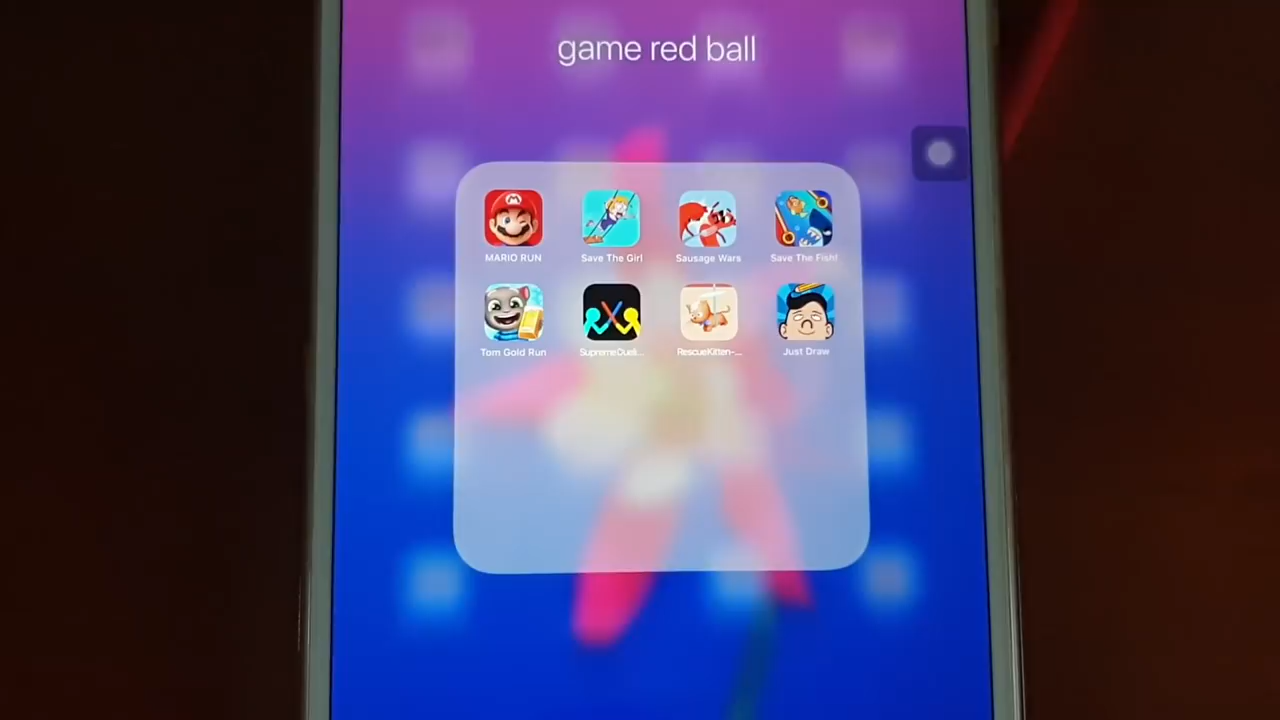 game red ball
MARIO RUN
Save The Girl
Sausage Wars
Save The Fish!
Tom Gold Run
SupremeDueli...
RescueKitten-...
Just Draw